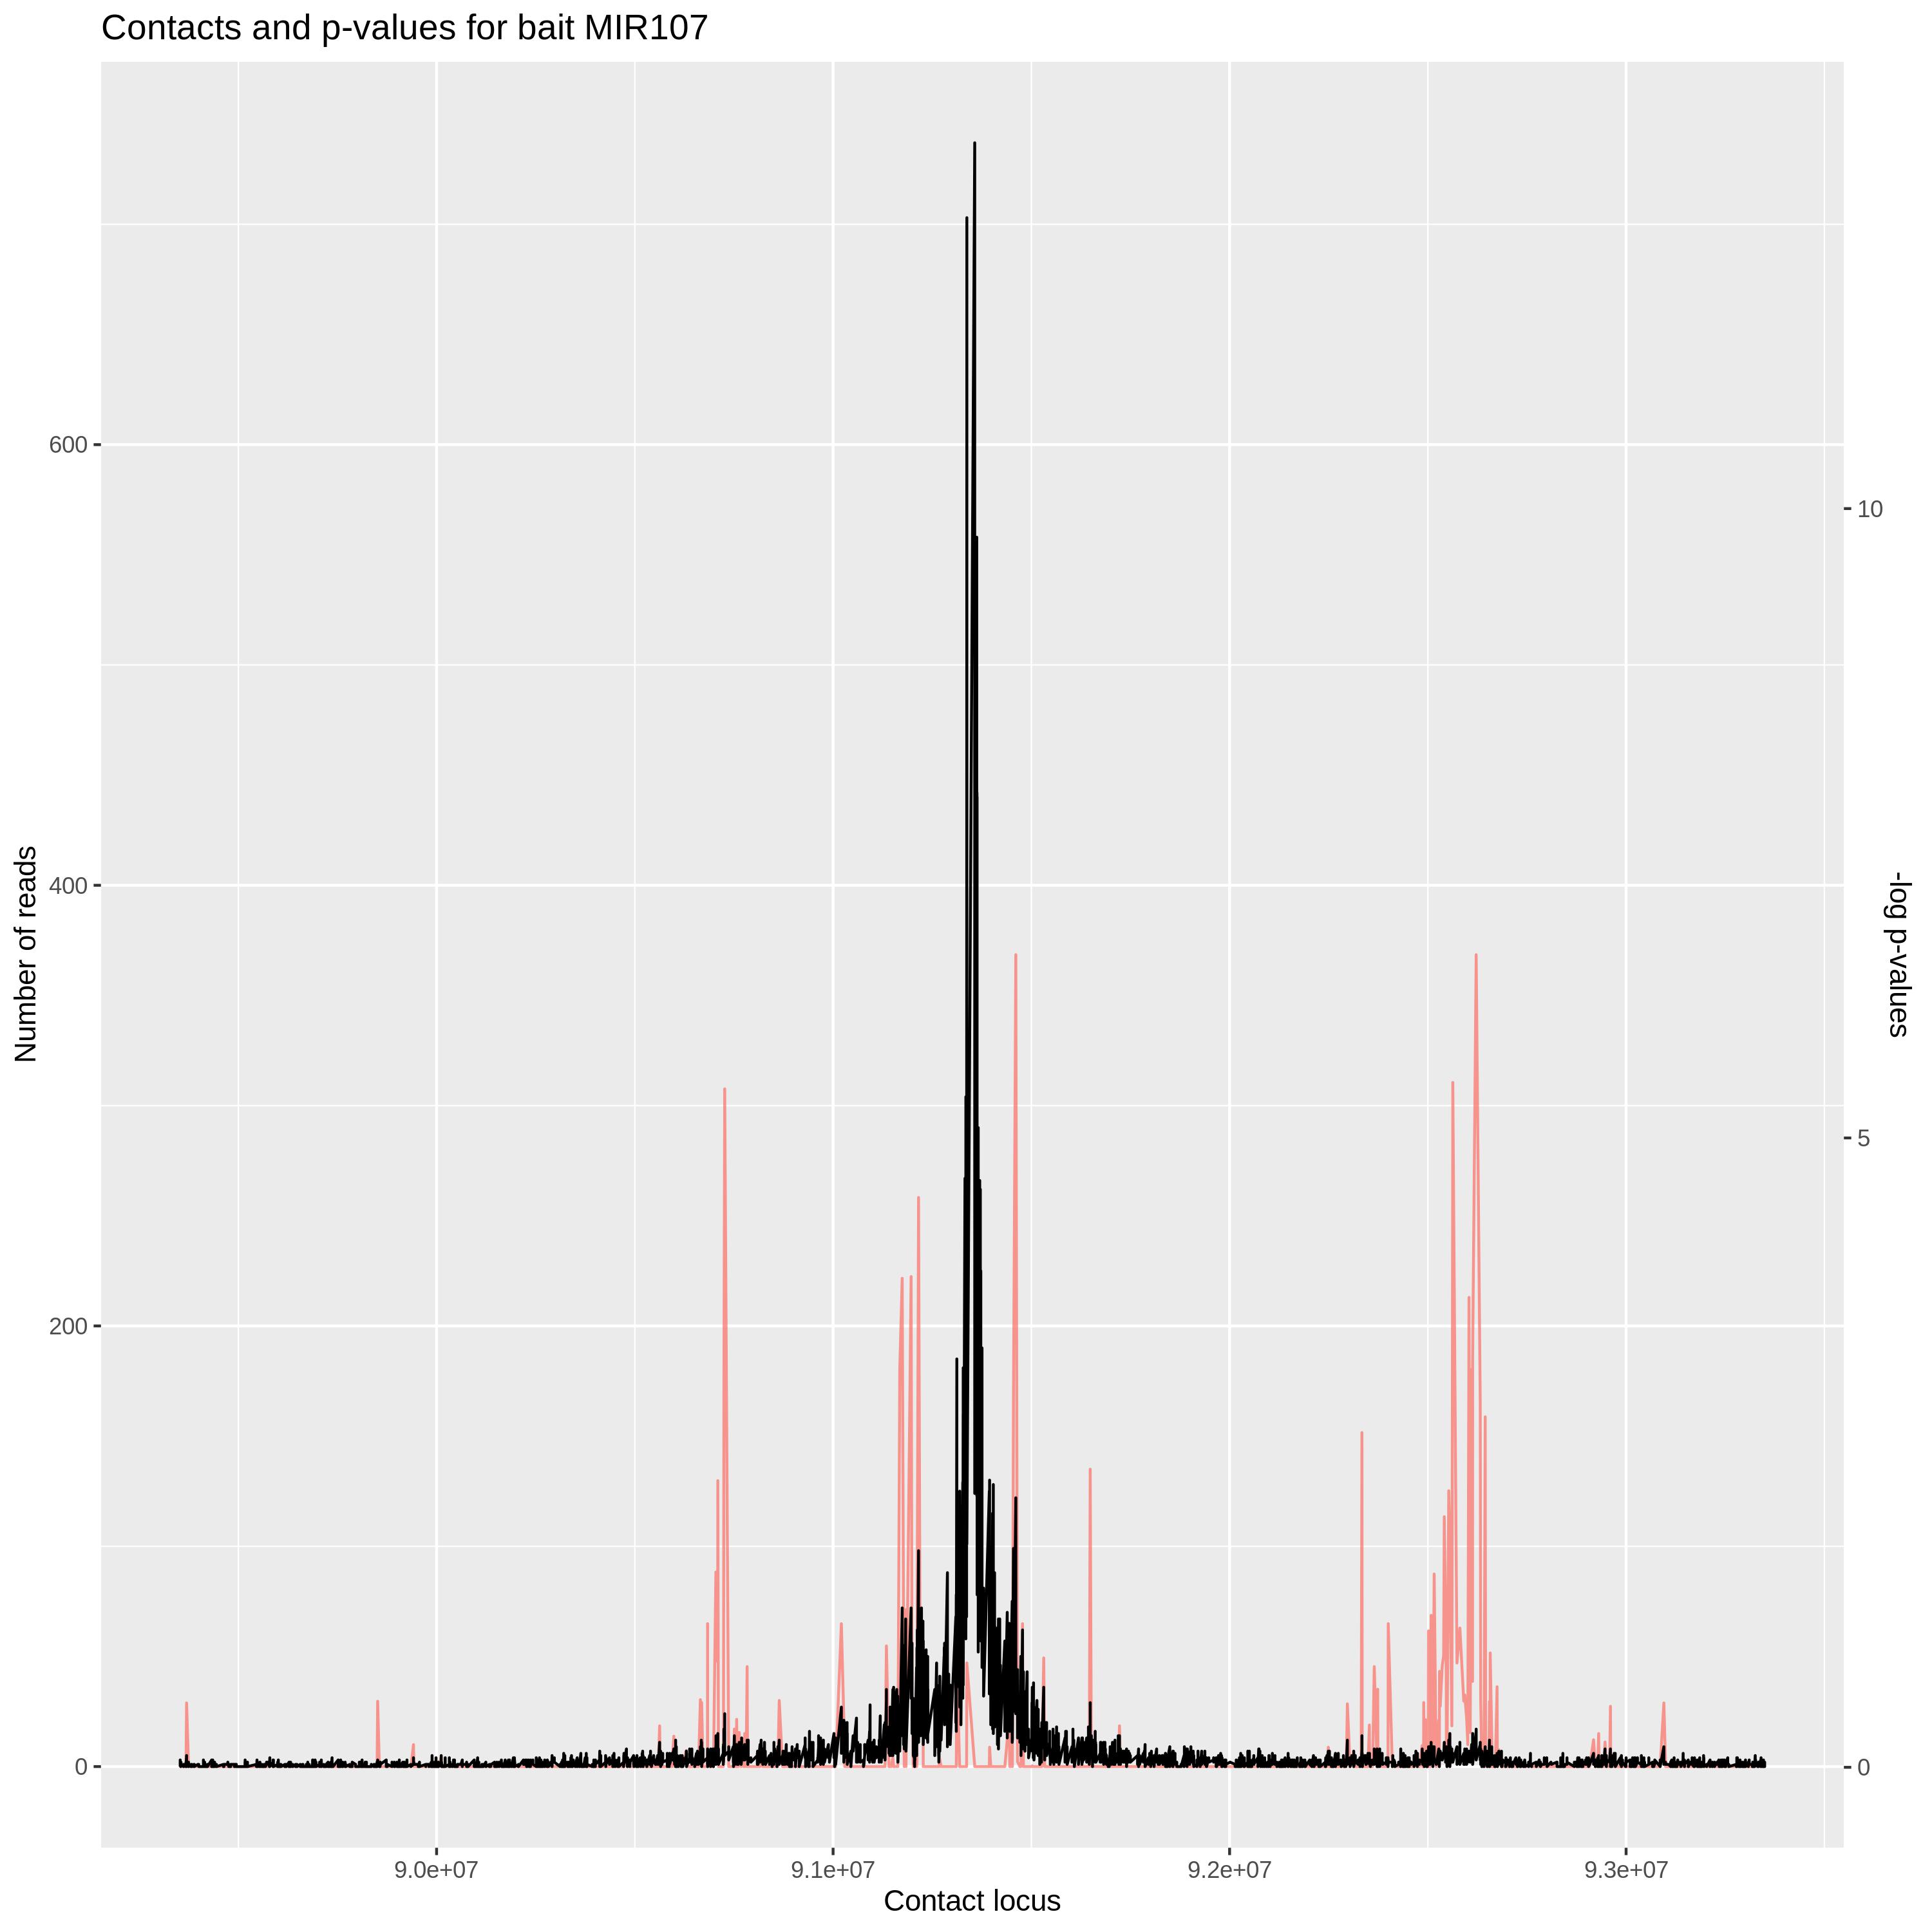 Contacts and p-values for bait MIR107
600
400
200
0
10
5
0
Number of reads
-log p-values
9.0e+07
9.1e+07
9.2e+07
9.3e+07
Contact locus